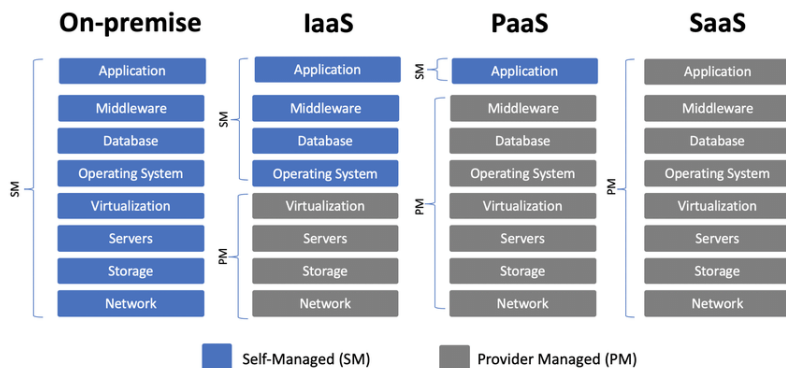 On-premise
IaaS
PaaS
SaaS
SM
Application
Middleware
Database
Operating System
Virtualization
Servers
Storage
Network
SM
PM
Application
Middleware
Database
Operating System
Virtualization
Servers
Storage
Network
SM
PM
Application
Middleware
Database
Operating System
Virtualization
Servers
Storage
Network
PM
Application
Middleware
Database
Operating System
Virtualization
Servers
Storage
Network
Self-Managed (SM)
Provider Managed (PM)